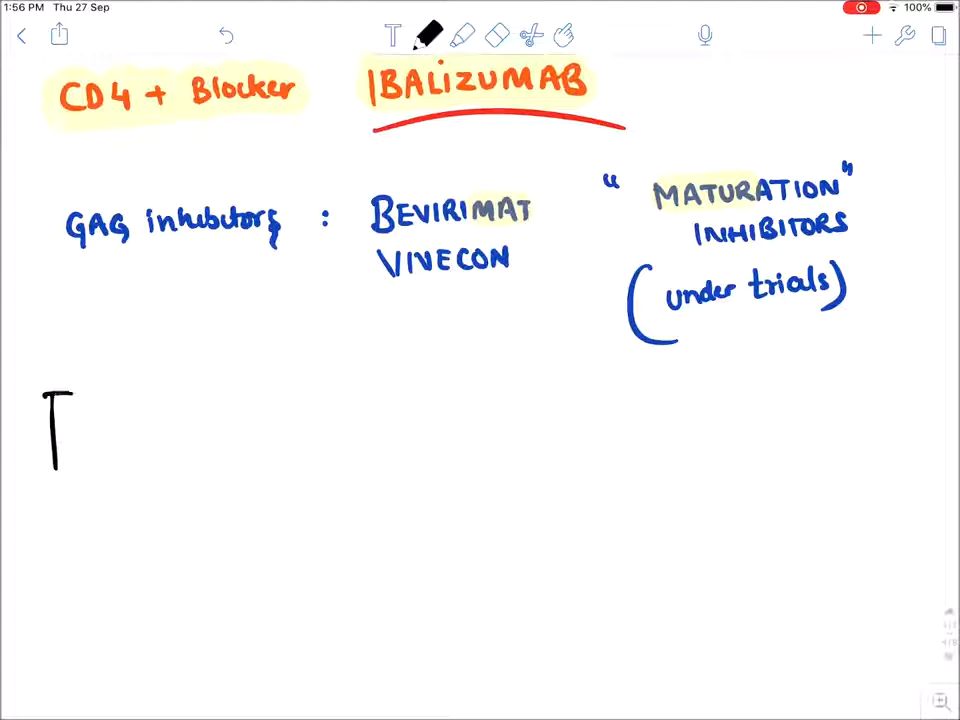 1:56 PM Thu 27 Sep
100%
T
CD4 + Blocker IBALIZUMAB
GAG inhibitors : BEVIRIMAT "MATURATION"
VIVECON INHIBITORS
(under trials)
T